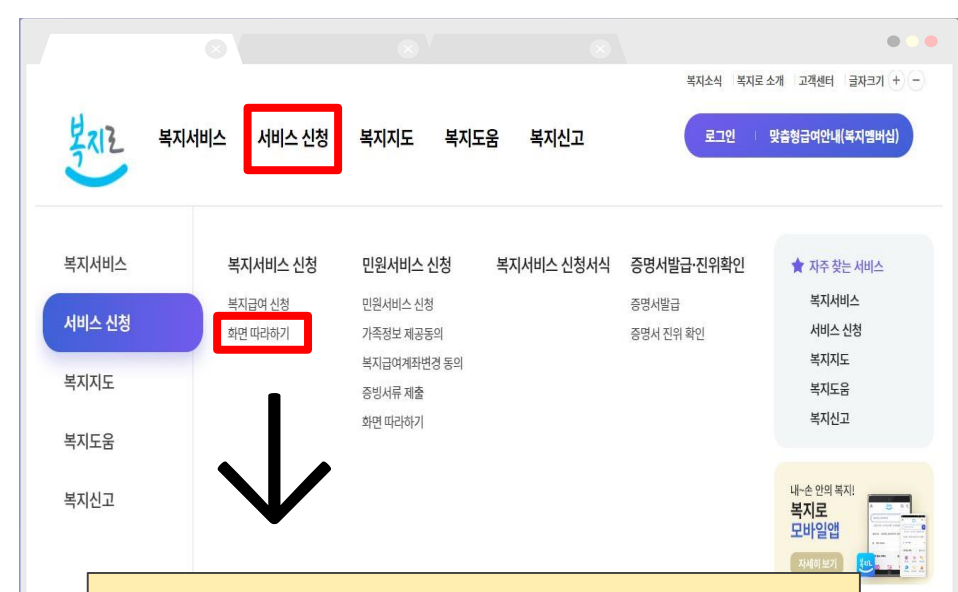 복지소식 복지로 소개 고객센터 글자크기 + −
복지로 복지서비스 서비스 신청 복지지도 복지도움 복지신고 로그인 맞춤형급여안내(복지멤버십)
복지서비스
서비스 신청
복지지도
복지도움
복지신고
복지서비스 신청
복지급여 신청
화면 따라하기
민원서비스 신청
민원서비스 신청
가족정보 제공동의
복지급여계좌변경 동의
증빙서류 제출
화면 따라하기
복지서비스 신청서식
증명서발급·진위확인
증명서발급
증명서 진위 확인
자주 찾는 서비스
복지서비스
서비스 신청
복지지도
복지도움
복지신고
내~손 안의 복지!
복지로
모바일앱
자세히 보기